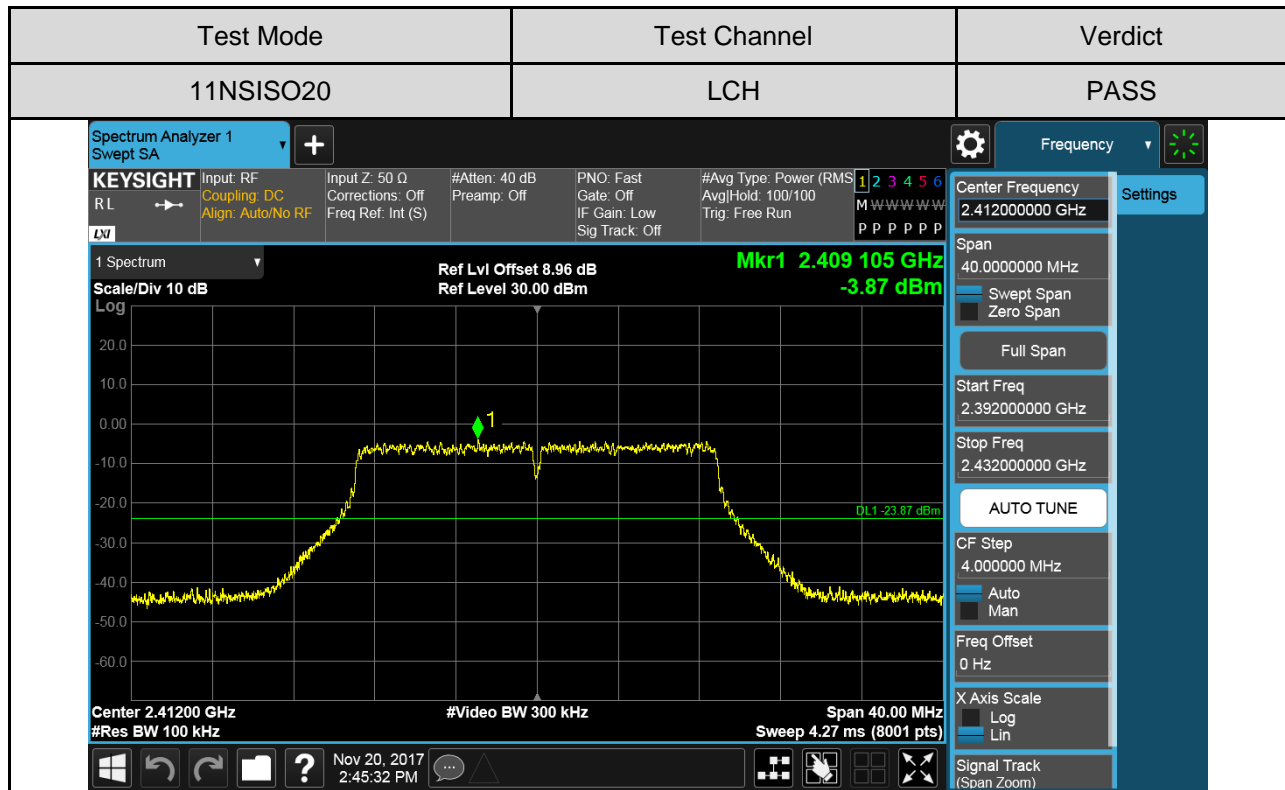 Test Mode Test Channel Verdict
11NSISO20 LCH PASS
Spectrum Analyzer 1
Swept SA
+
Frequency
KEYSIGHT
R L
LXI
Input: RF
Coupling: DC
Align: Auto/No RF
Input Z: 50 Ω
Corrections: Off
Freq Ref: Int (S)
#Atten: 40 dB
Preamp: Off
PNO: Fast
Gate: Off
IF Gain: Low
Sig Track: Off
#Avg Type: Power (RMS
Avg|Hold: 100/100
Trig: Free Run
1 2 3 4 5 6
M W W W W W
P P P P P P
1 Spectrum
Scale/Div 10 dB
Log
Ref Lvl Offset 8.96 dB
Ref Level 30.00 dBm
Mkr1 2.409 105 GHz
-3.87 dBm
20.0
10.0
0.00
-10.0
-20.0
-30.0
-40.0
-50.0
-60.0
1
DL1 -23.87 dBm
Center 2.41200 GHz
#Res BW 100 kHz
#Video BW 300 kHz
Span 40.00 MHz
Sweep 4.27 ms (8001 pts)
Nov 20, 2017
2:45:32 PM
?
Settings
Center Frequency
2.412000000 GHz
Span
40.0000000 MHz
Swept Span
Zero Span
Full Span
Start Freq
2.392000000 GHz
Stop Freq
2.432000000 GHz
AUTO TUNE
CF Step
4.000000 MHz
Auto
Man
Freq Offset
0 Hz
X Axis Scale
Log
Lin
Signal Track
(Span Zoom)